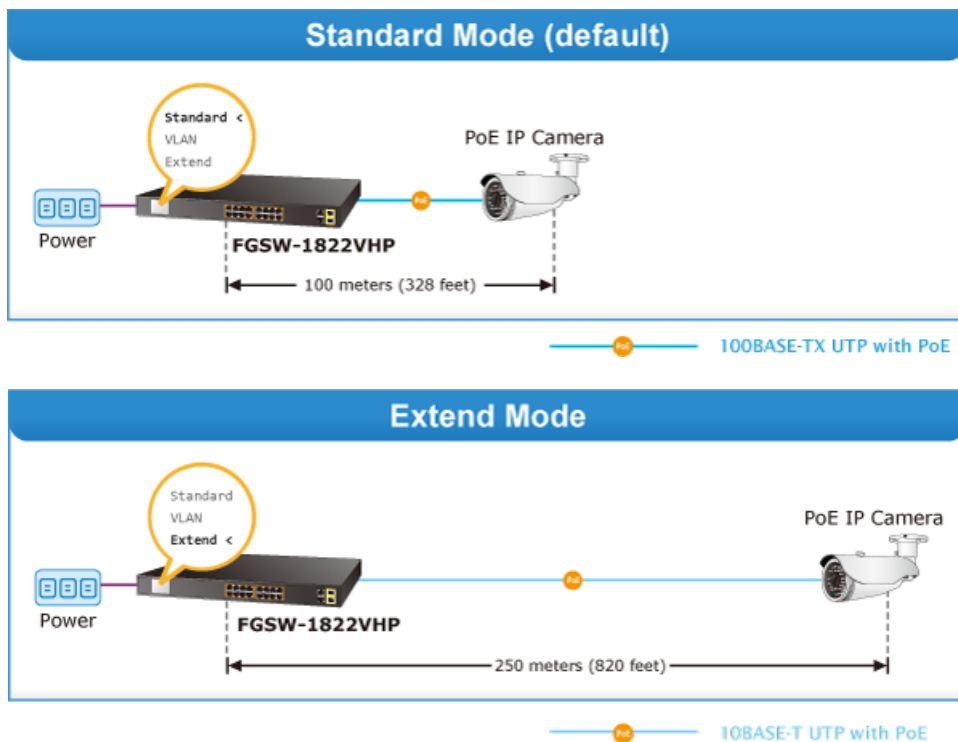 Standard Mode (default)
Standard <
VLAN
Extend
PoE IP Camera
PoE
Power
FGSW-1822VHP
100 meters (328 feet)
PoE
100BASE-TX UTP with PoE
Extend Mode
Standard
VLAN
Extend <
PoE IP Camera
PoE
Power
FGSW-1822VHP
250 meters (820 feet)
PoE
10BASE-T UTP with PoE